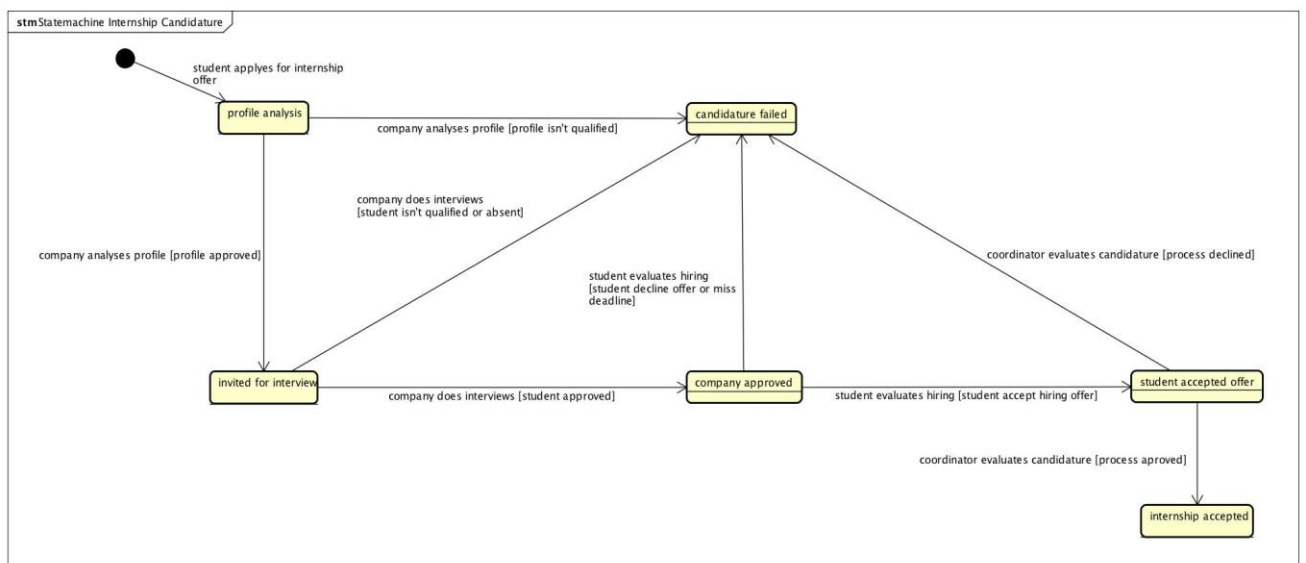 stm Statemachine Internship Candidature
student applyes for internship
offer
profile analysis
candidature failed
company analyses profile [profile isn't qualified]
company does interviews
[student isn't qualified or absent]
company analyses profile [profile approved]
coordinator evaluates candidature [process declined]
student evaluates hiring
[student decline offer or miss
deadline]
invited for interview
company approved
student accepted offer
company does interviews [student approved]
student evaluates hiring [student accept hiring offer]
coordinator evaluates candidature [process aproved]
internship accepted